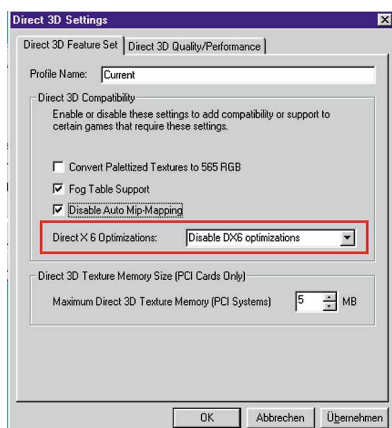 Direct 3D Settings
Direct 3D Feature Set
Direct 3D Quality/Performance
Profile Name: Current
Direct 3D Compatibility
Enable or disable these settings to add compatibility or support to
certain games that require these settings.
Convert Palettized Textures to 565 RGB
Fog Table Support
Disable Auto Mip-Mapping
Direct X 6 Optimizations: Disable DX6 optimizations
Direct 3D Texture Memory Size (PCI Cards Only)
Maximum Direct 3D Texture Memory (PCI Systems) 5 MB
OK Abbrechen Übernehmen